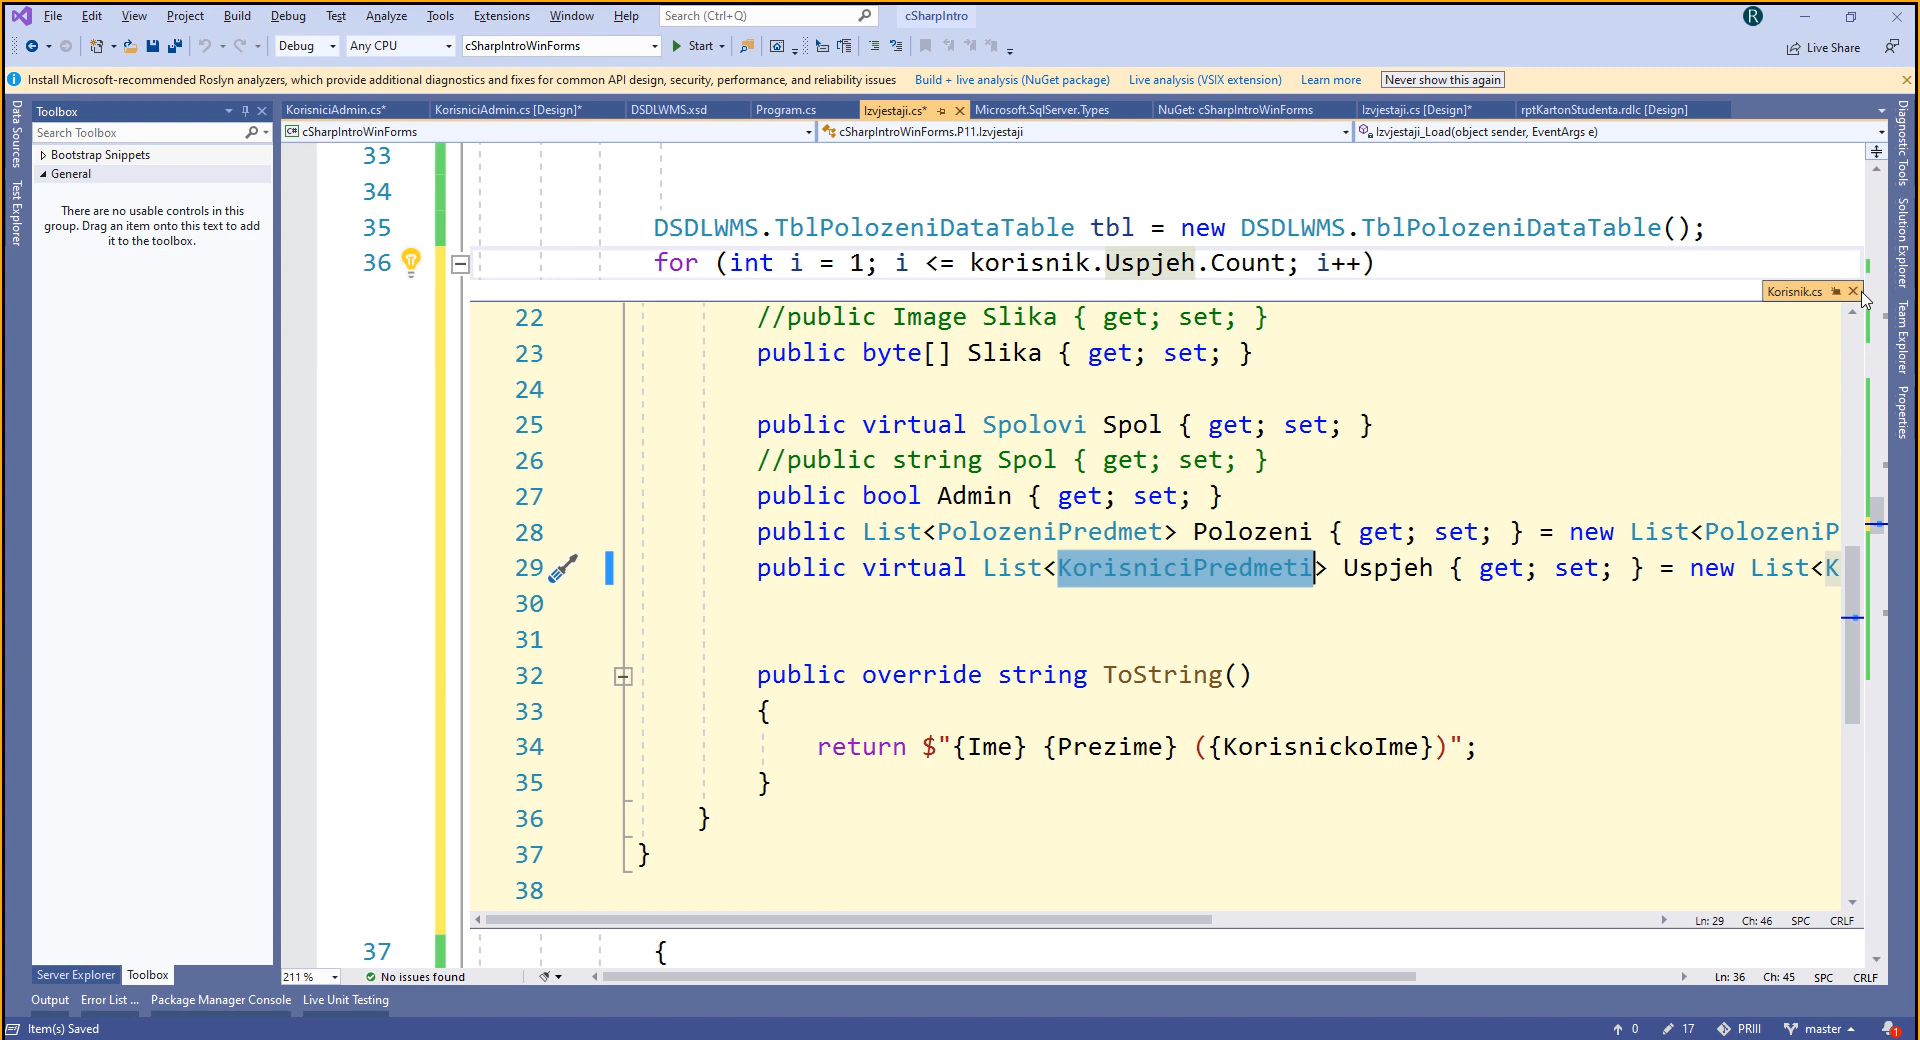 File Edit View Project Build Debug Test Analyze Tools Extensions Window Help Search (Ctrl+Q) cSharpIntro R
Debug Any CPU cSharpIntroWinForms Start Live Share
Install Microsoft-recommended Roslyn analyzers, which provide additional diagnostics and fixes for common API design, security, performance, and reliability issues Build + live analysis (NuGet package) Live analysis (VSIX extension) Learn more Never show this again
Data Sources
Test Explorer
Toolbox
Search Toolbox
Bootstrap Snippets
General
There are no usable controls in this
group. Drag an item onto this text to add
it to the toolbox.
Server Explorer Toolbox
KorisniciAdmin.cs* KorisniciAdmin.cs [Design]* DSDLWMS.xsd Program.cs Izvjestaji.cs* Microsoft.SqlServer.Types NuGet: cSharpIntroWinForms Izvjestaji.cs [Design]* rptKartonStudenta.rdlc [Design]
cSharpIntroWinForms cSharpIntroWinForms.P11.Izvjestaji Izvjestaji_Load(object sender, EventArgs e)
33
34
35 DSDLWMS.TblPolozeniDataTable tbl = new DSDLWMS.TblPolozeniDataTable();
36 for (int i = 1; i <= korisnik.Uspjeh.Count; i++)
Korisnik.cs
22 //public Image Slika { get; set; }
23 public byte[] Slika { get; set; }
24
25 public virtual Spolovi Spol { get; set; }
26 //public string Spol { get; set; }
27 public bool Admin { get; set; }
28 public List<PolozeniPredmet> Polozeni { get; set; } = new List<PolozeniP
29 public virtual List<KorisniciPredmeti> Uspjeh { get; set; } = new List<K
30
31
32 public override string ToString()
33 {
34 return $"{Ime} {Prezime} ({KorisnickoIme})";
35 }
36 }
37 }
38
Ln: 29 Ch: 46 SPC CRLF
37 {
211 % No issues found Ln: 36 Ch: 45 SPC CRLF
Diagnostic Tools
Solution Explorer
Team Explorer
Properties
Output Error List ... Package Manager Console Live Unit Testing
Item(s) Saved 0 17 PRIII master 1